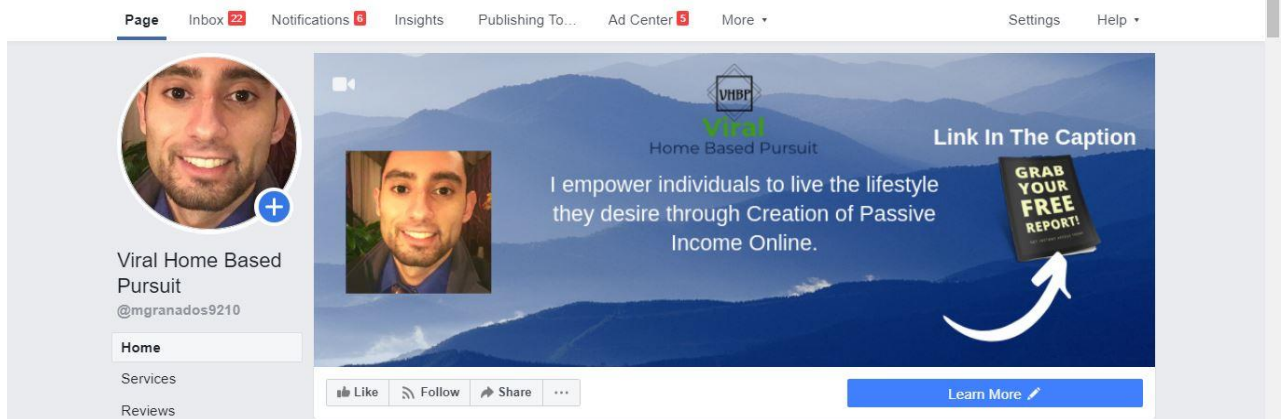 Page Inbox 22 Notifications 6 Insights Publishing To... Ad Center 5 More Settings Help
VHBP
Viral
Home Based Pursuit
Link In The Caption
I empower individuals to live the lifestyle
they desire through Creation of Passive
Income Online.
GRAB
YOUR
FREE
REPORT!
Viral Home Based
Pursuit
@mgranados9210
Home
Services
Reviews
Like Follow Share ... Learn More